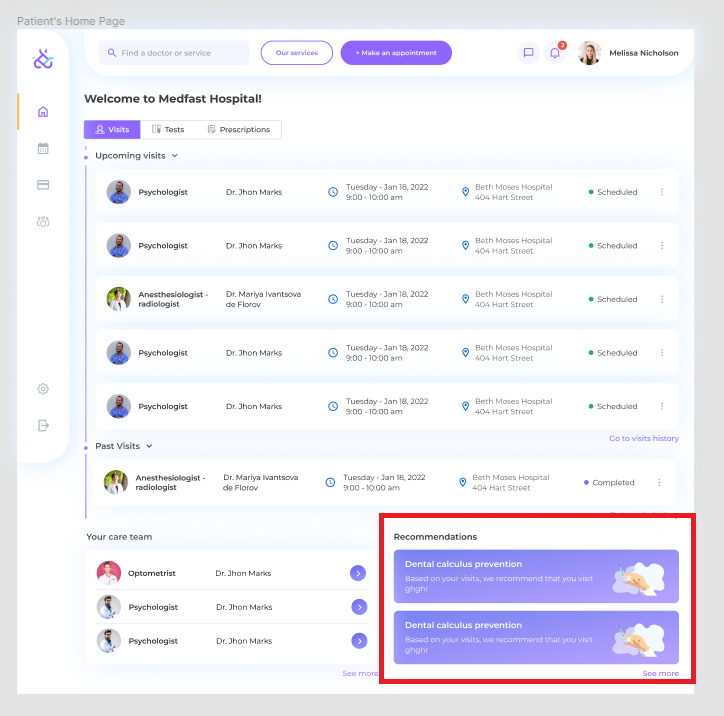 Patient's Home Page
Find a doctor or service
Our services
+ Make an appointment
2
Melissa Nicholson
Welcome to Medfast Hospital!
Visits
Tests
Prescriptions
Upcoming visits
Psychologist
Dr. Jhon Marks
Tuesday - Jan 18, 2022
9:00 - 10:00 am
Beth Moses Hospital
404 Hart Street
Scheduled
Psychologist
Dr. Jhon Marks
Tuesday - Jan 18, 2022
9:00 - 10:00 am
Beth Moses Hospital
404 Hart Street
Scheduled
Anesthesiologist -
radiologist
Dr. Mariya Ivantsova
de Florov
Tuesday - Jan 18, 2022
9:00 - 10:00 am
Beth Moses Hospital
404 Hart Street
Scheduled
Psychologist
Dr. Jhon Marks
Tuesday - Jan 18, 2022
9:00 - 10:00 am
Beth Moses Hospital
404 Hart Street
Scheduled
Psychologist
Dr. Jhon Marks
Tuesday - Jan 18, 2022
9:00 - 10:00 am
Beth Moses Hospital
404 Hart Street
Scheduled
Go to visits history
Past Visits
Anesthesiologist -
radiologist
Dr. Mariya Ivantsova
de Florov
Tuesday - Jan 18, 2022
9:00 - 10:00 am
Beth Moses Hospital
404 Hart Street
Completed
Your care team
Optometrist
Dr. Jhon Marks
Psychologist
Dr. Jhon Marks
Psychologist
Dr. Jhon Marks
See more
Recommendations
Dental calculus prevention
Based on your visits, we recommend that you visit
ghghr
Dental calculus prevention
Based on your visits, we recommend that you visit
ghghr
See more